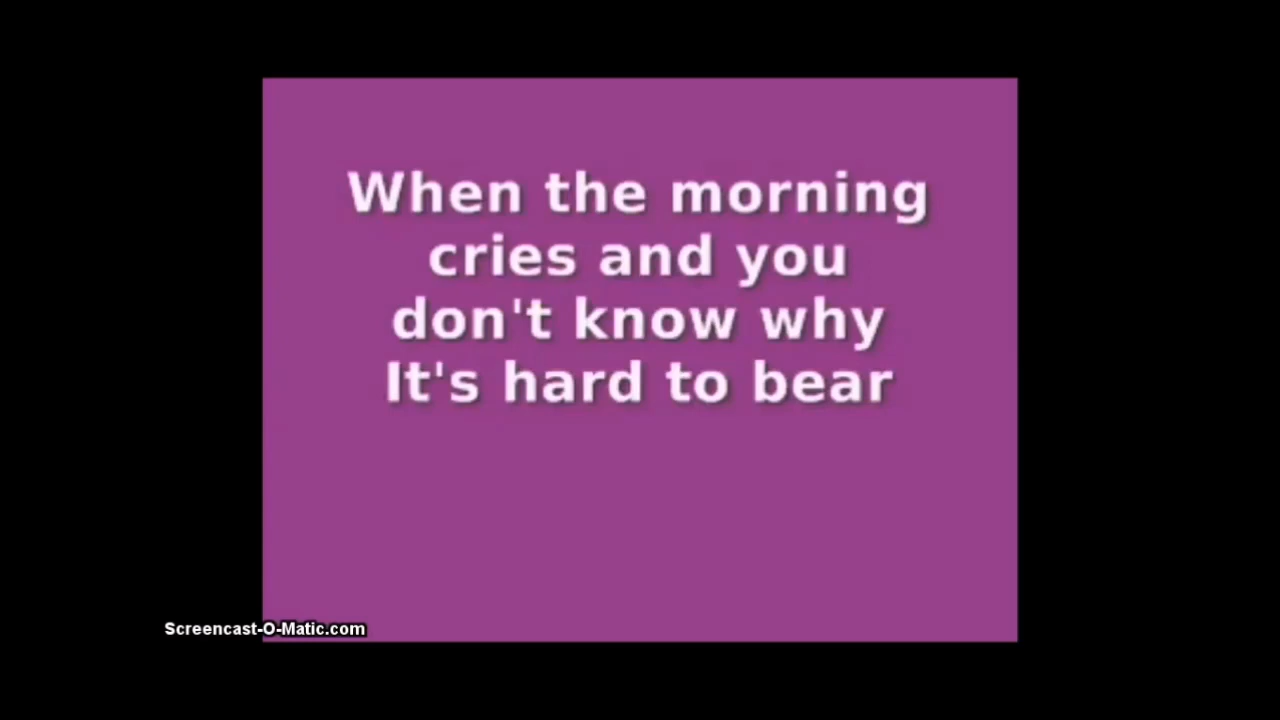 When the morning
cries and you
don't know why
It's hard to bear
Screencast-O-Matic.com